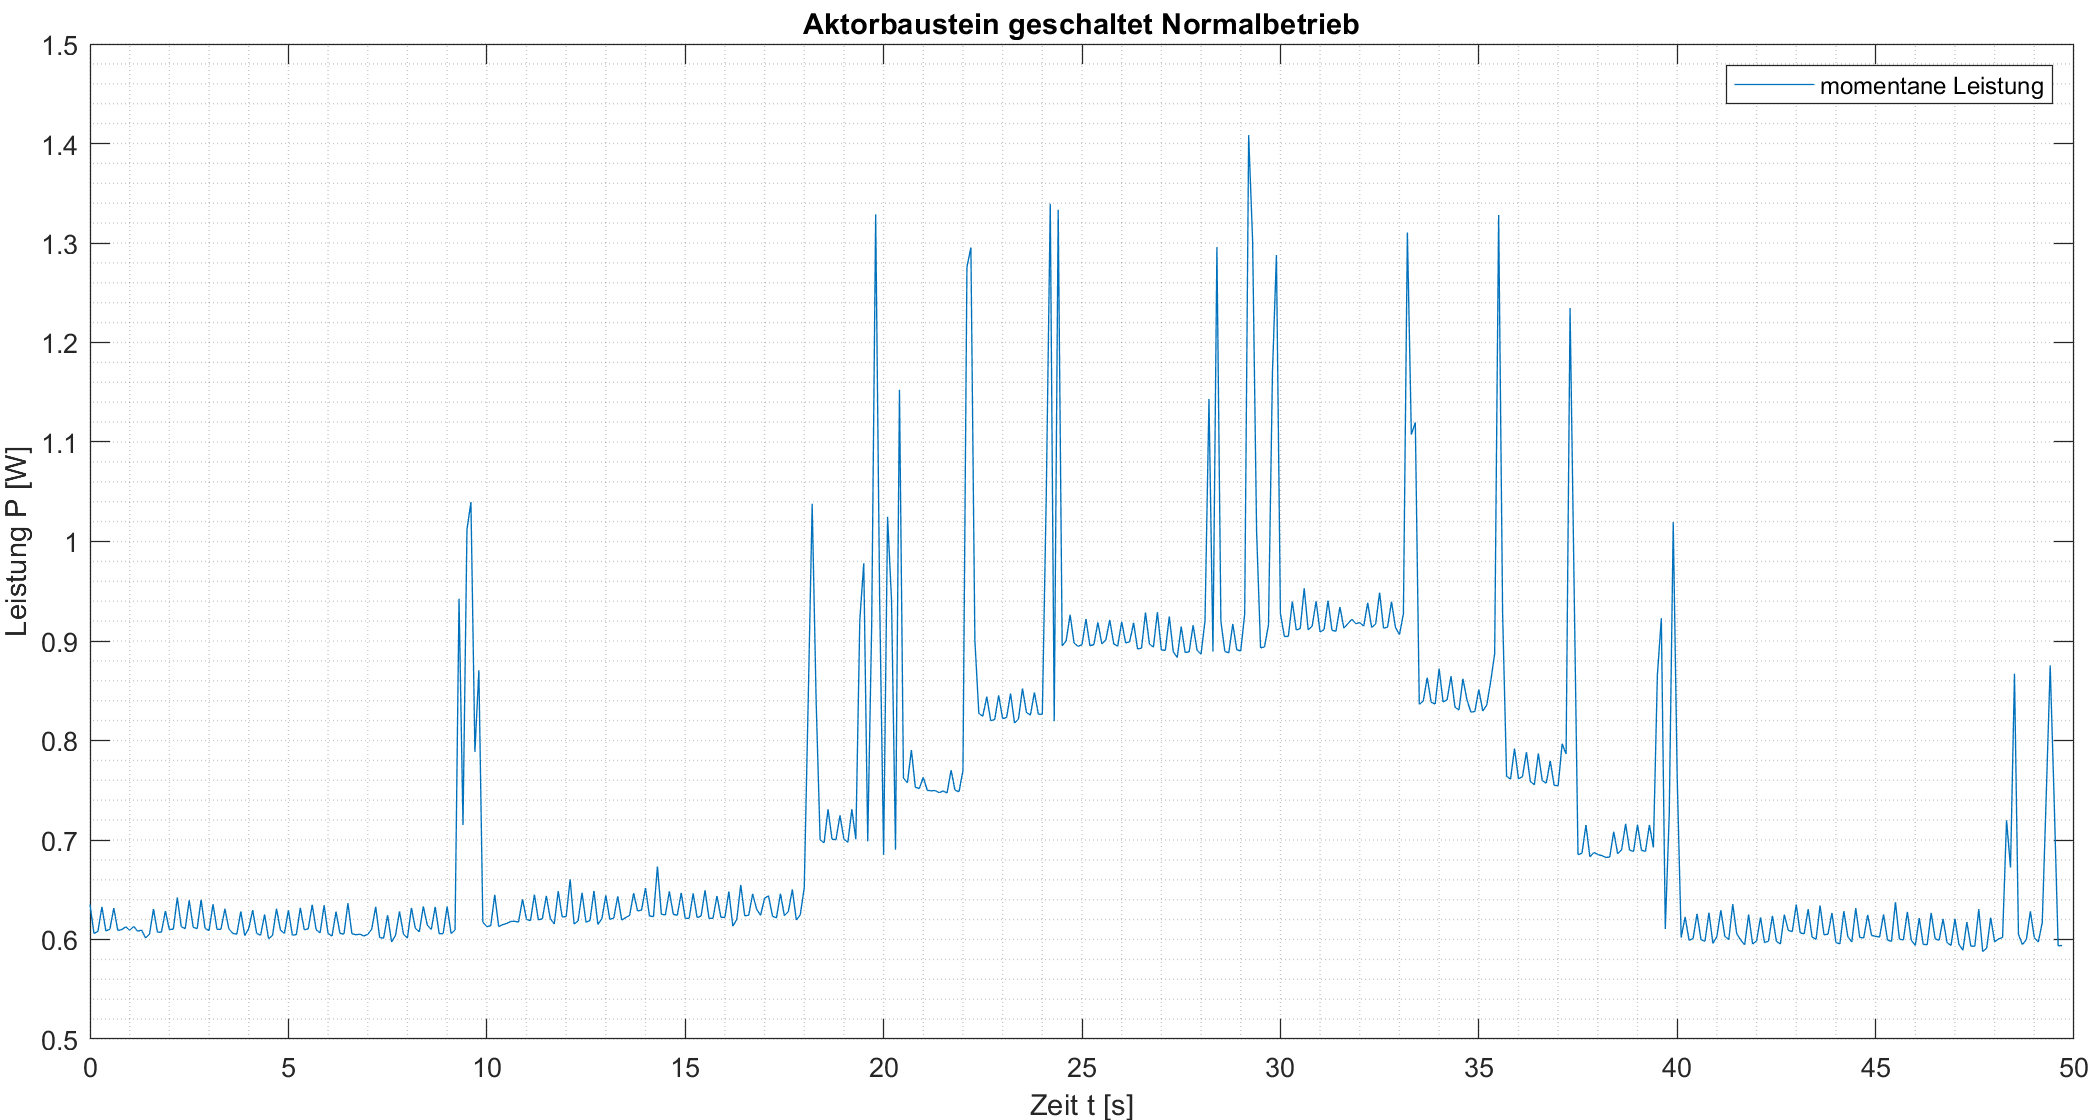 Aktorbaustein geschaltet Normalbetrieb
momentane Leistung
Leistung P [W]
1.5
1.4
1.3
1.2
1.1
1
0.9
0.8
0.7
0.6
0.5
0 5 10 15 20 25 30 35 40 45 50
Zeit t [s]